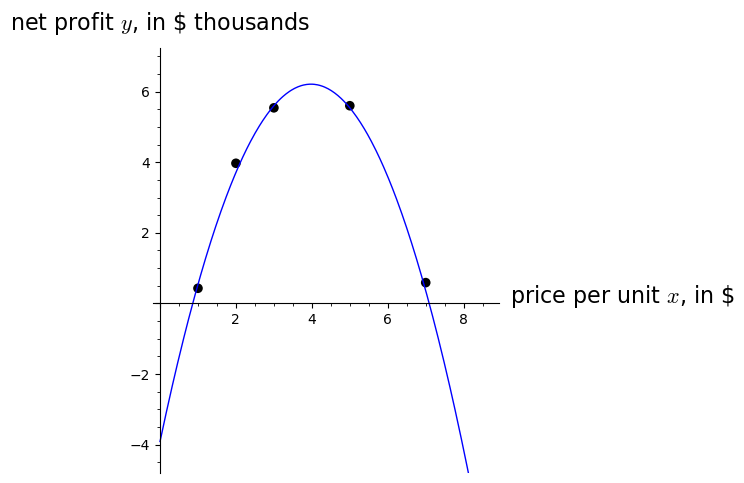 net profit y, in $ thousands
6
4
2
price per unit x, in $
2 4 6 8
−2
−4